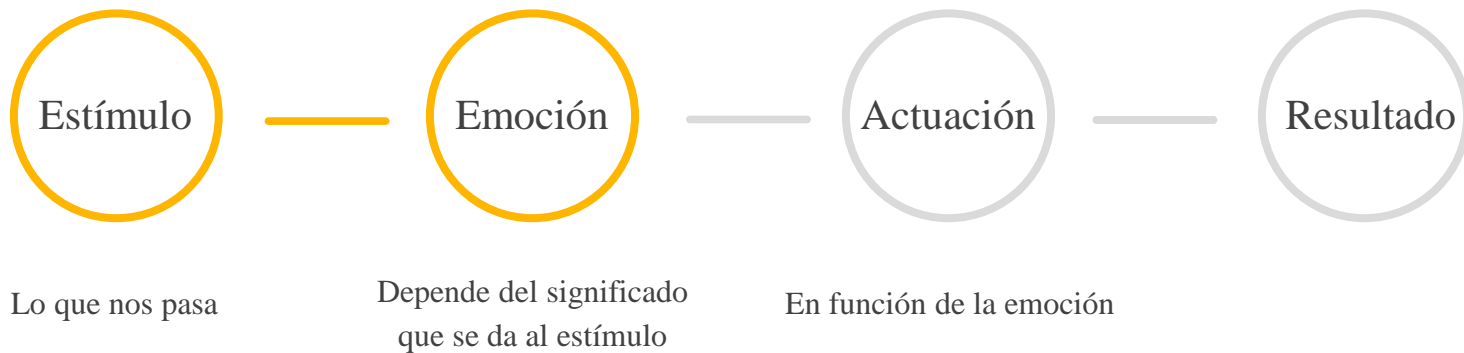 Estímulo
Emoción
Actuación
Resultado
Lo que nos pasa
Depende del significado
que se da al estímulo
En función de la emoción